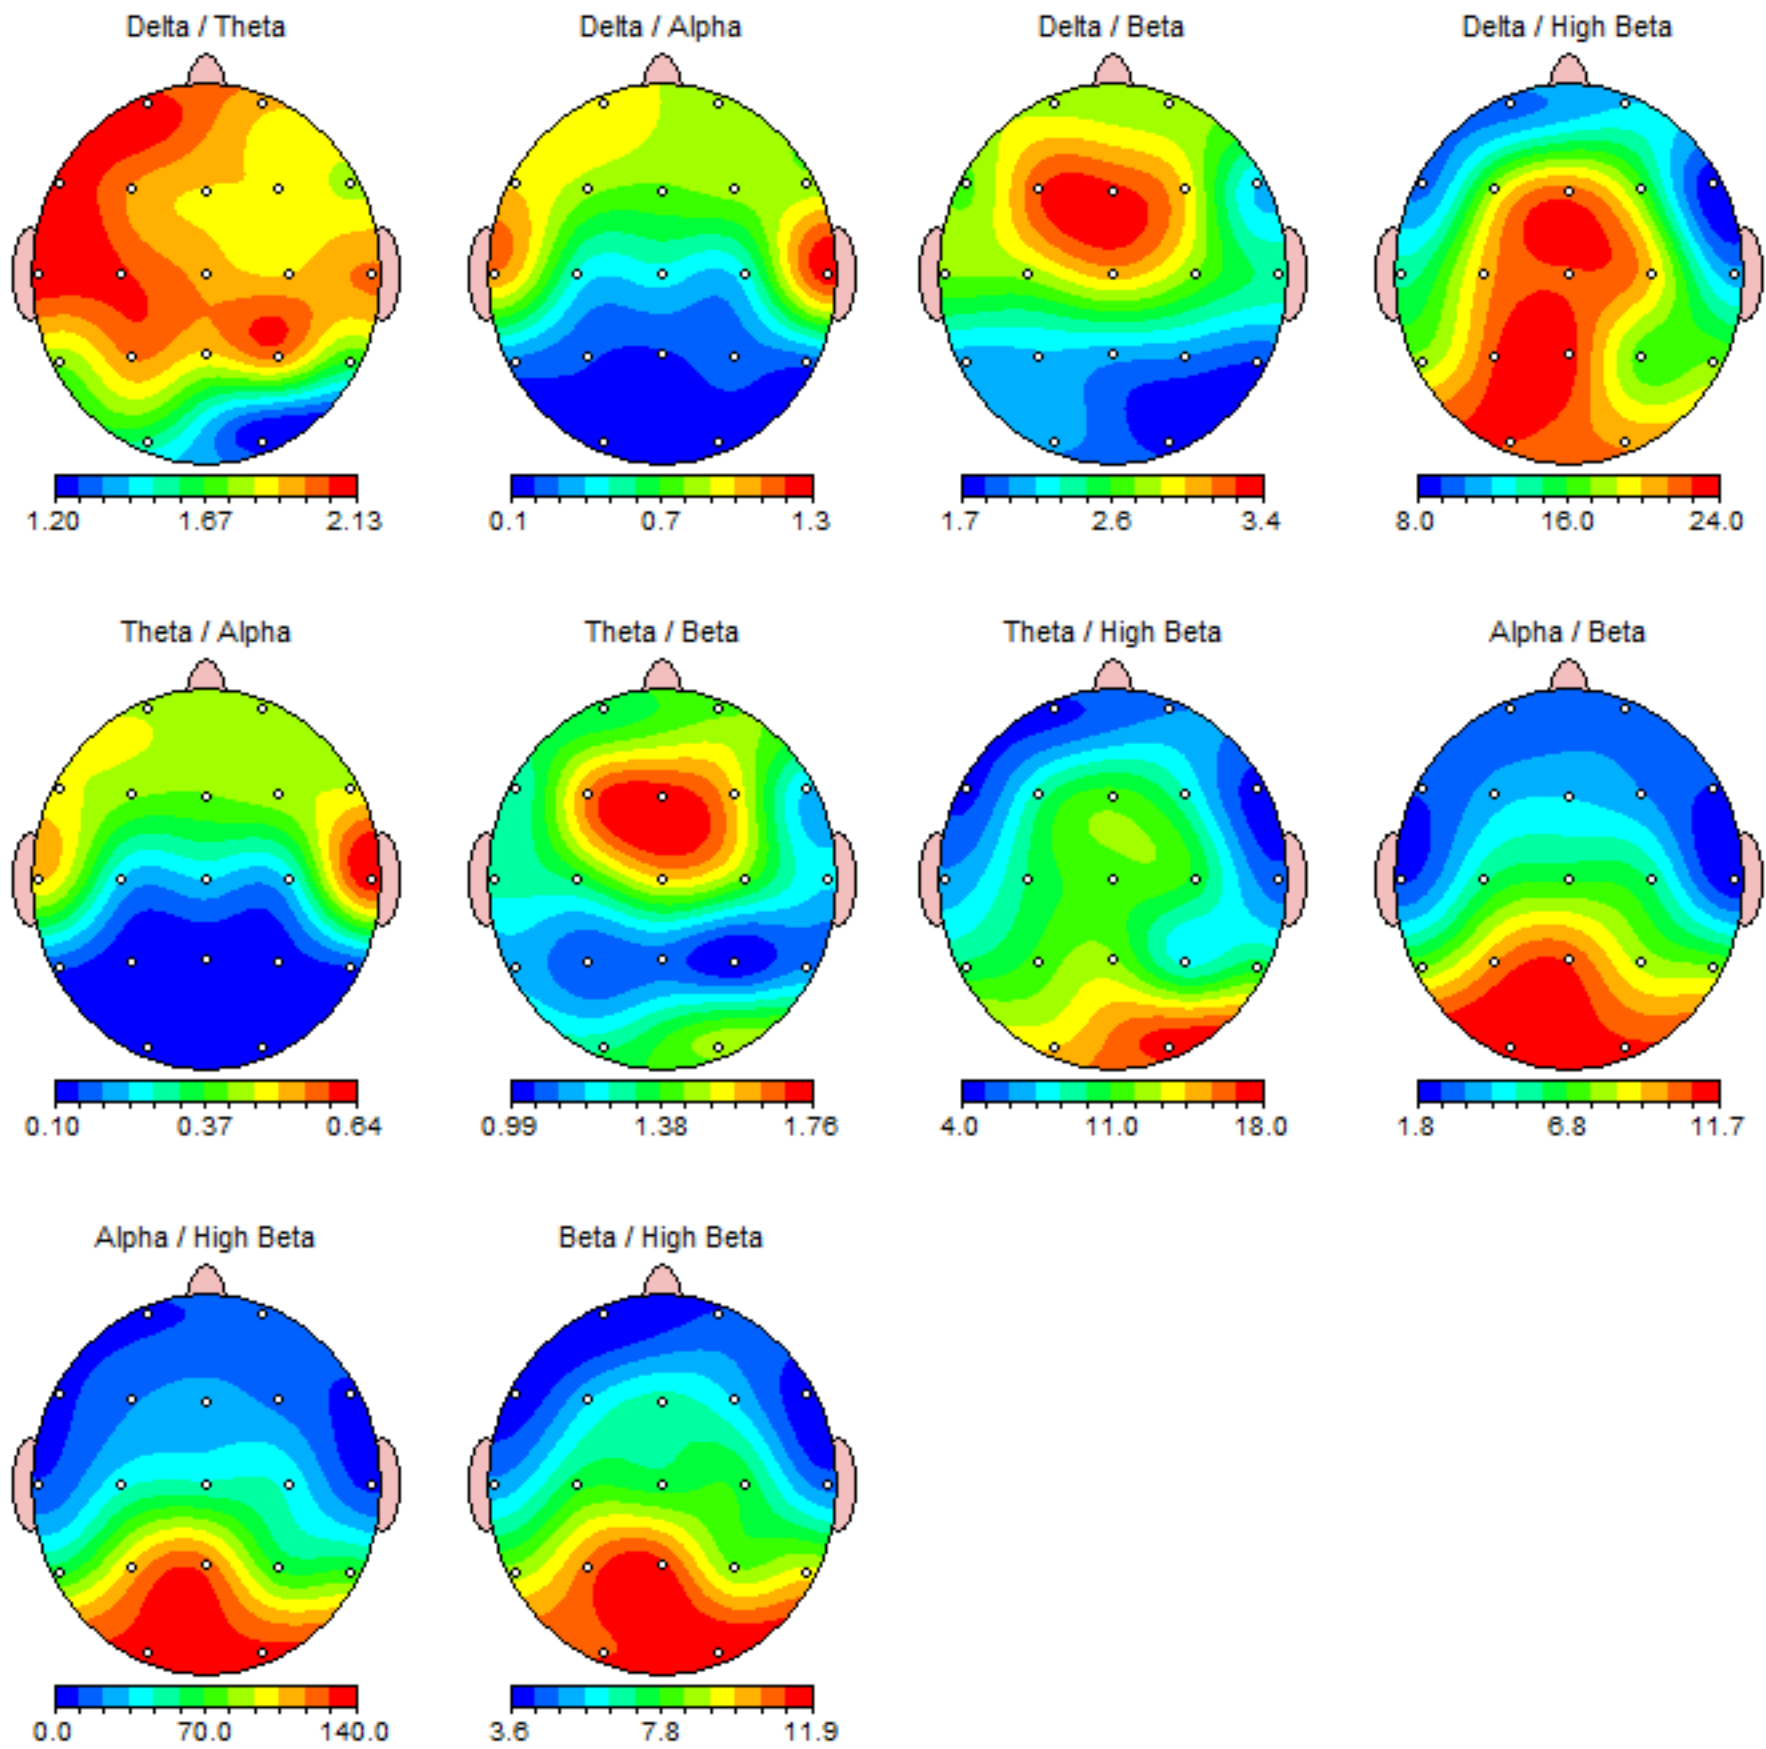 Delta / Theta
Delta / Alpha
Delta / Beta
Delta / High Beta
1.20 1.67 2.13
0.1 0.7 1.3
1.7 2.6 3.4
8.0 16.0 24.0
Theta / Alpha
Theta / Beta
Theta / High Beta
Alpha / Beta
0.10 0.37 0.64
0.99 1.38 1.76
4.0 11.0 18.0
1.8 6.8 11.7
Alpha / High Beta
Beta / High Beta
0.0 70.0 140.0
3.6 7.8 11.9